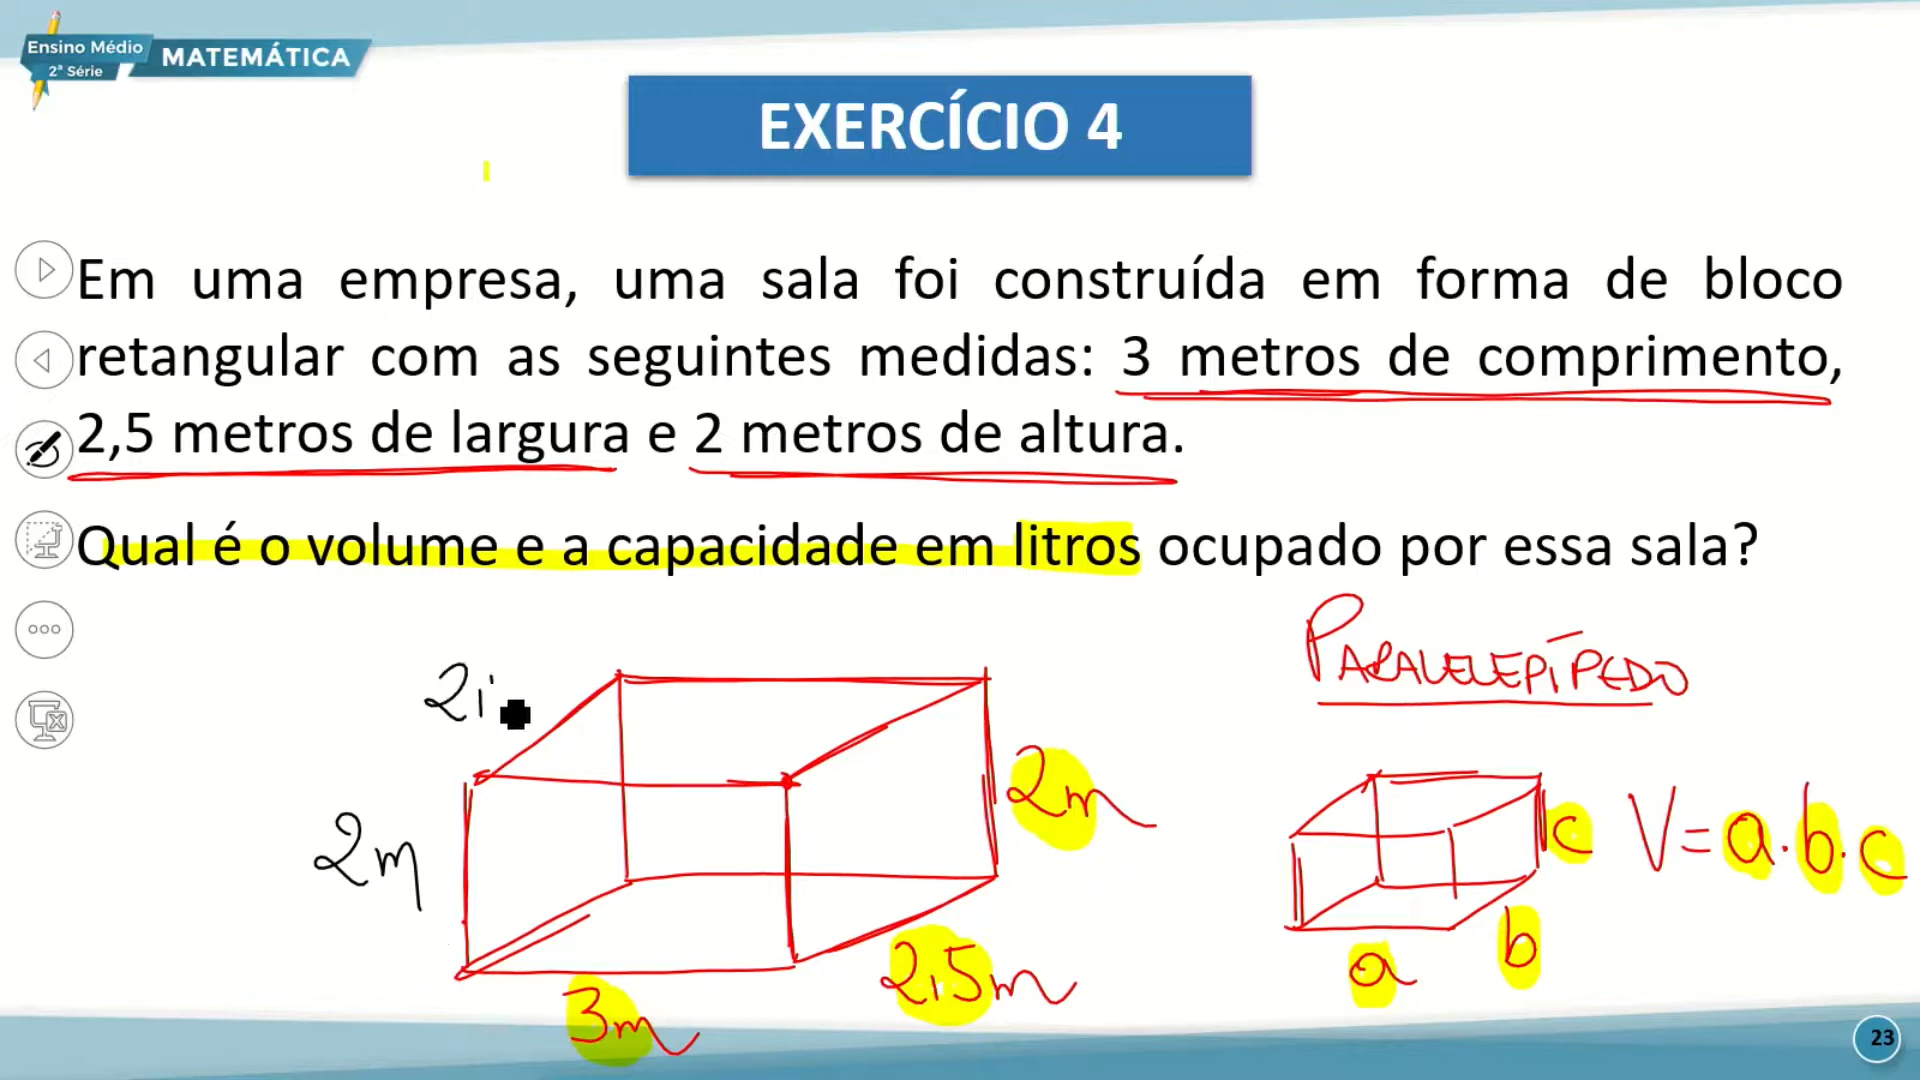 Ensino Médio
2ª Série
MATEMÁTICA
EXERCÍCIO 4
Em uma empresa, uma sala foi construída em forma de bloco
retangular com as seguintes medidas: 3 metros de comprimento,
2,5 metros de largura e 2 metros de altura.
Qual é o volume e a capacidade em litros ocupado por essa sala?
PARALELEPÍPEDO
2m
2m
c
V = a.b.c
b
2,5m
a
3m
23